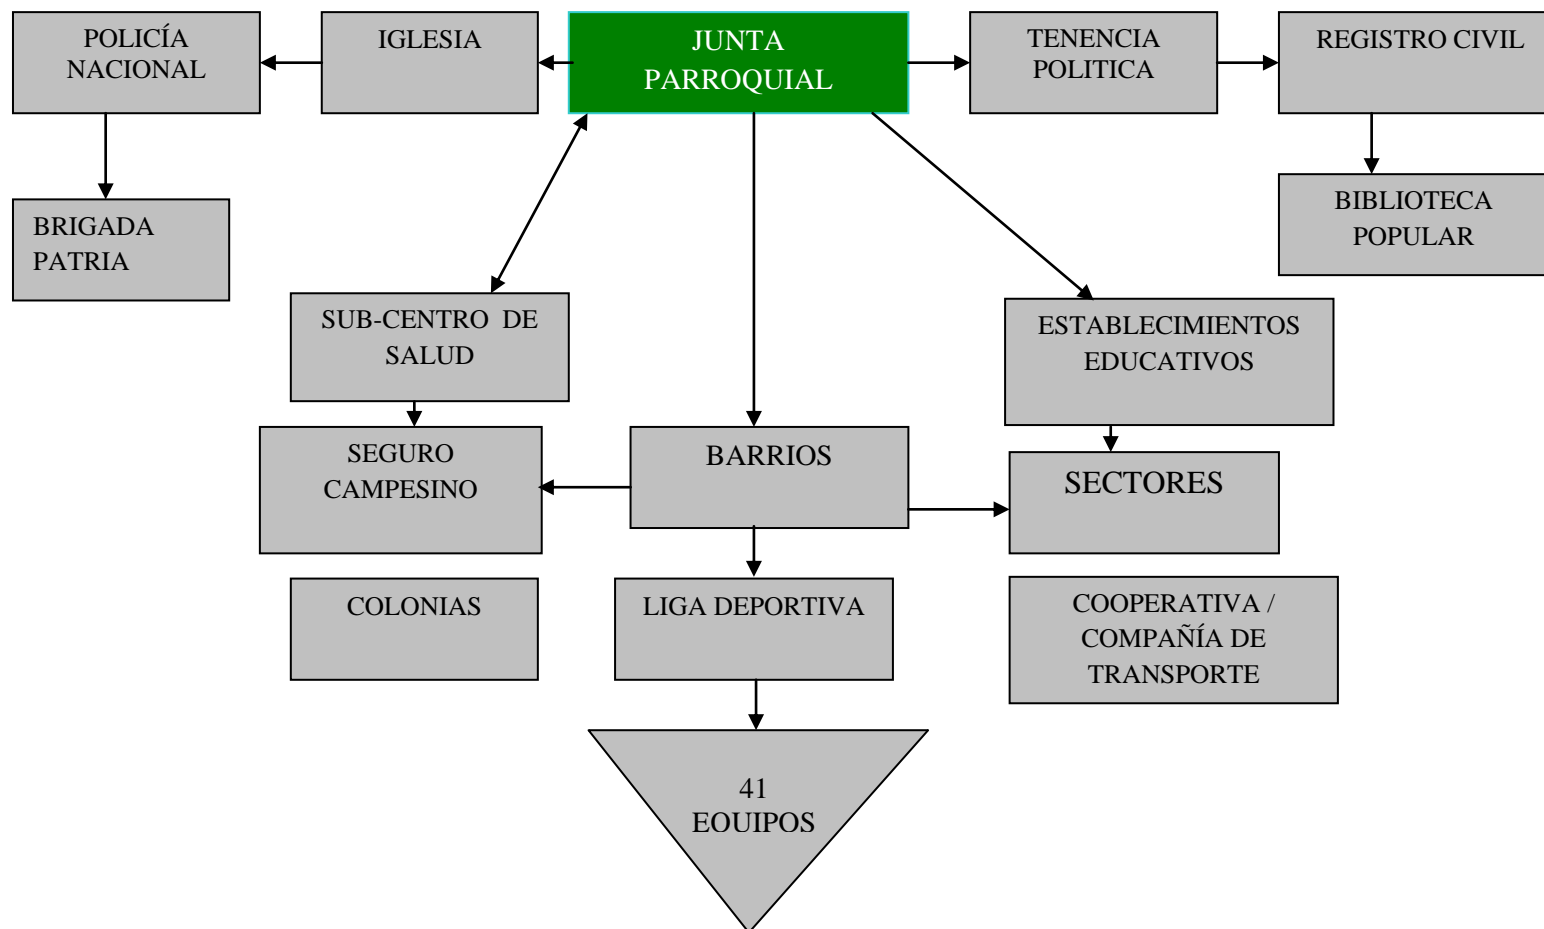 POLICÍA
NACIONAL
IGLESIA
JUNTA
PARROQUIAL
TENENCIA
POLITICA
REGISTRO CIVIL
BRIGADA
PATRIA
BIBLIOTECA
POPULAR
SUB-CENTRO DE
SALUD
ESTABLECIMIENTOS
EDUCATIVOS
SEGURO
CAMPESINO
BARRIOS
SECTORES
COLONIAS
LIGA DEPORTIVA
COOPERATIVA /
COMPAÑÍA DE
TRANSPORTE
41
EQUIPOS